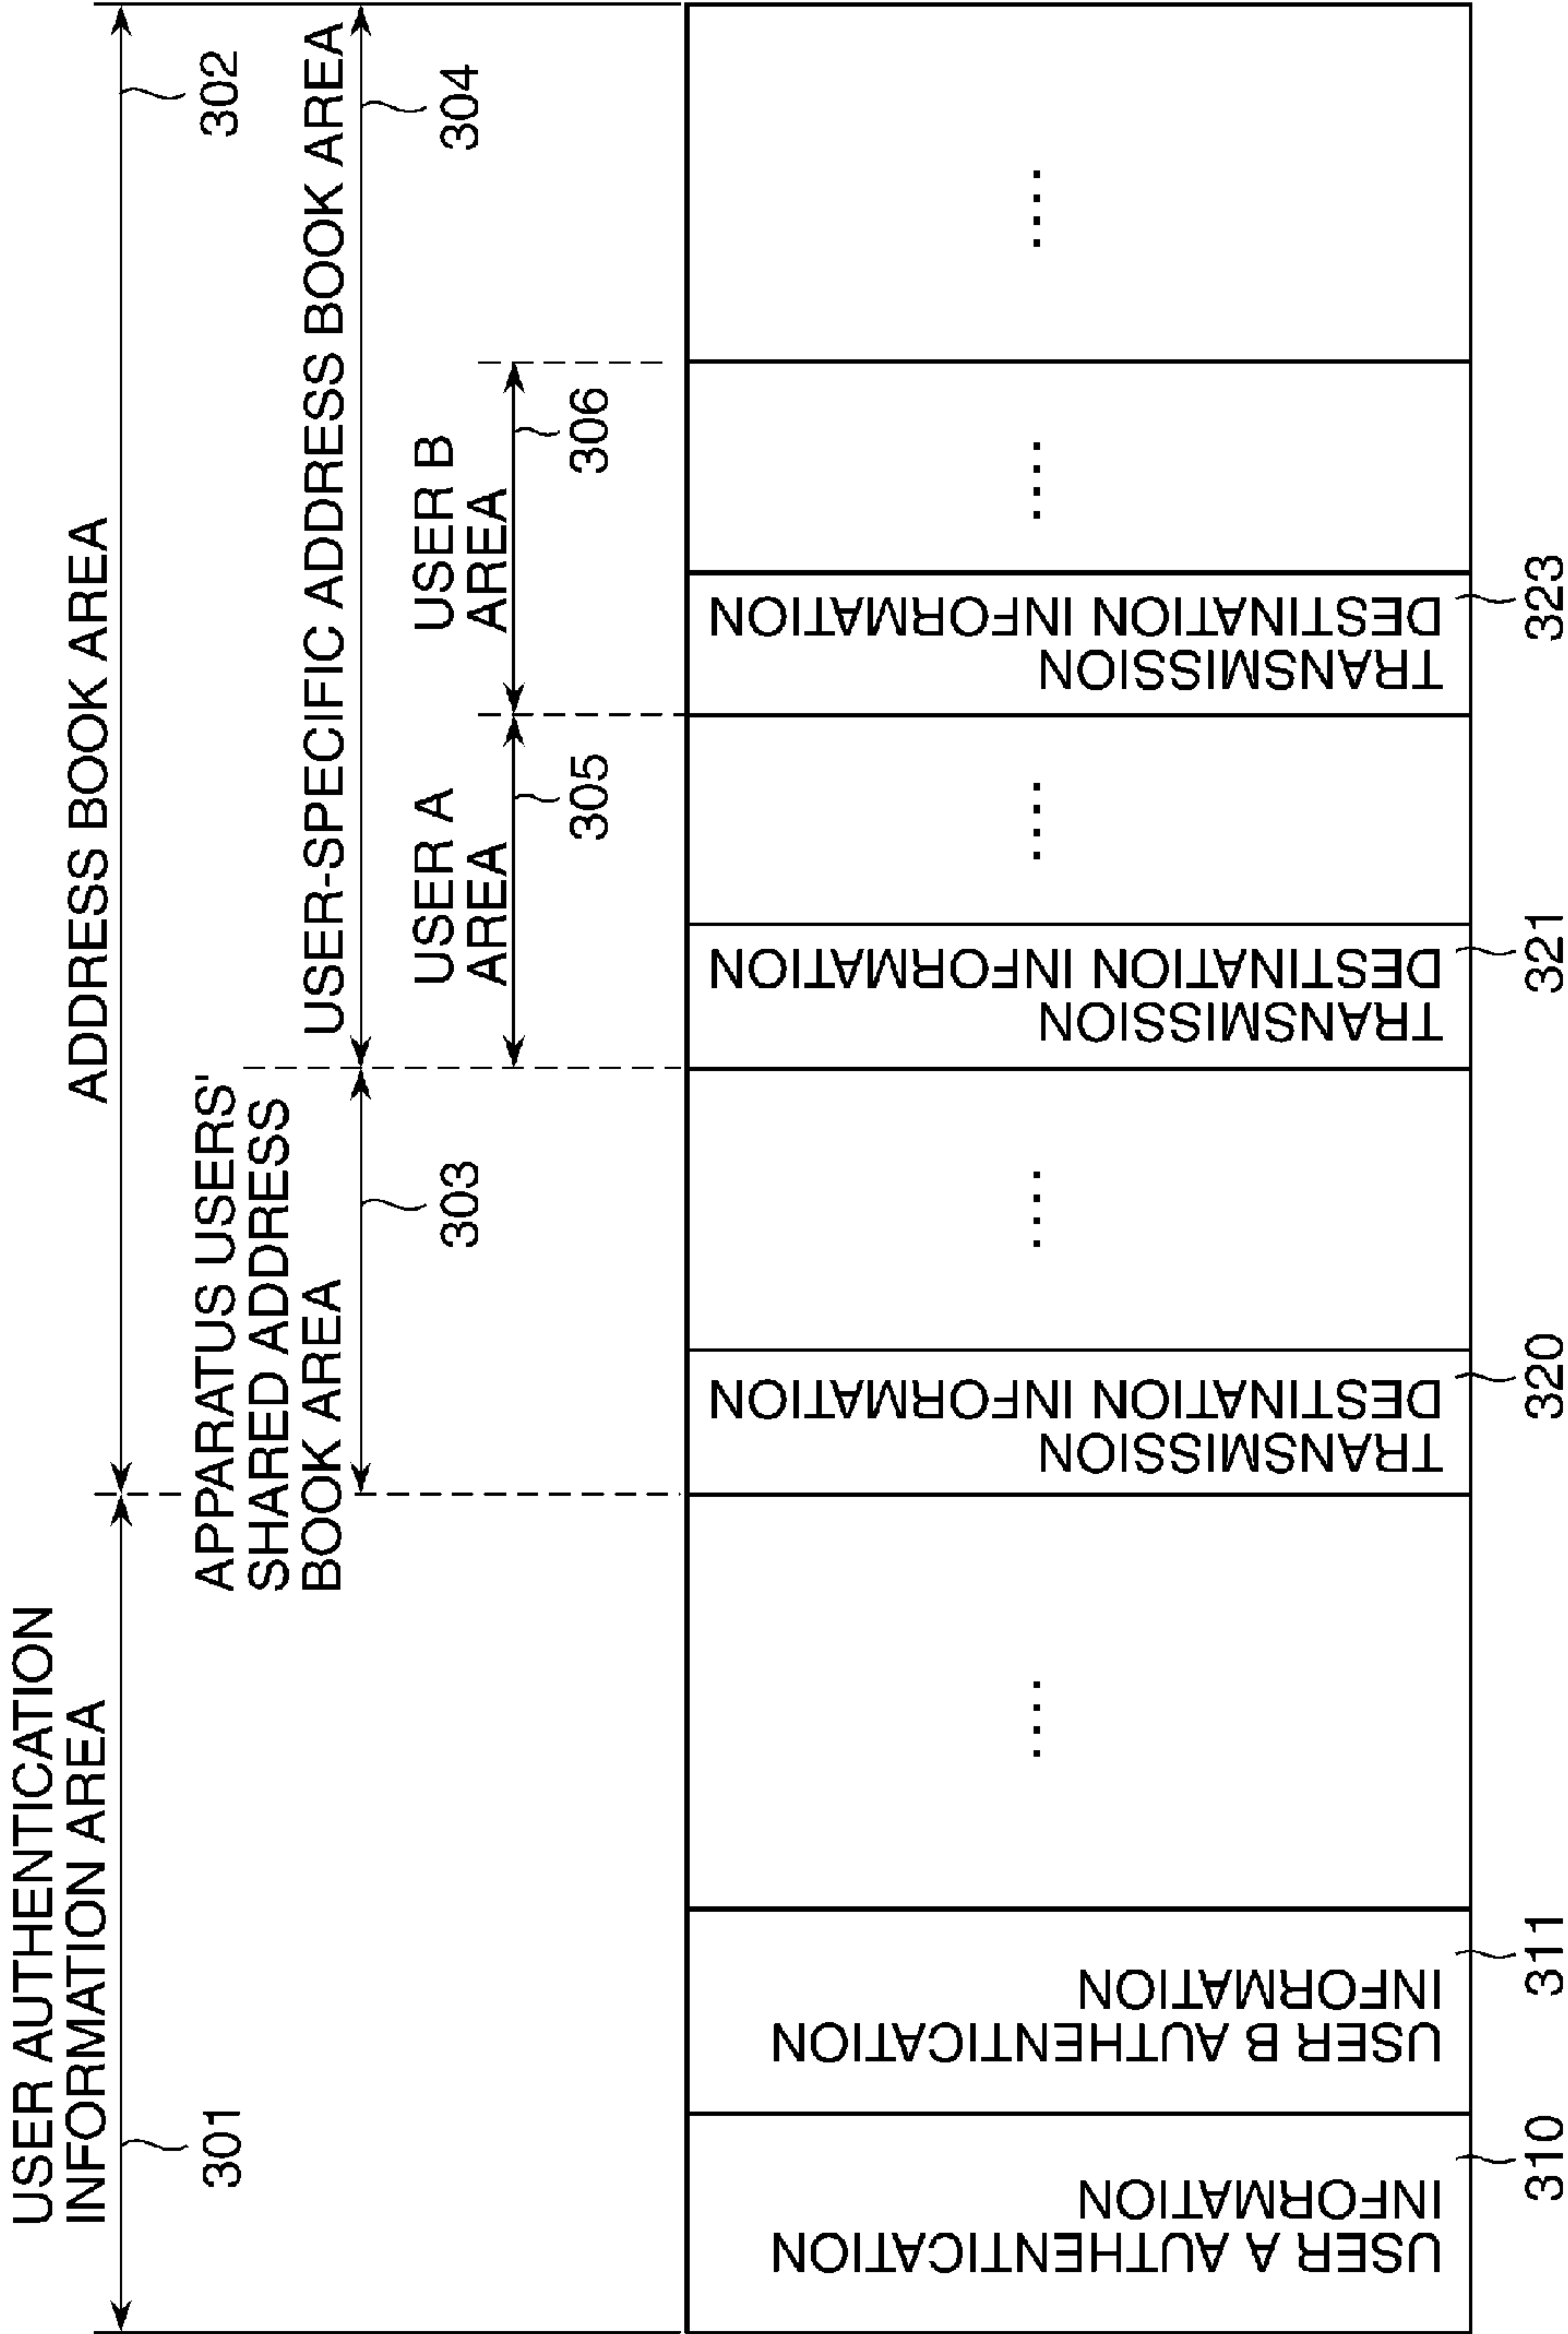 USER AUTHENTICATION
INFORMATION AREA
301
ADDRESS BOOK AREA
302
APPARATUS USERS'
SHARED ADDRESS
BOOK AREA
303
USER-SPECIFIC ADDRESS BOOK AREA
304
USER A
AREA
305
USER B
AREA
306
USER A AUTHENTICATION
INFORMATION
310
USER B AUTHENTICATION
INFORMATION
311
....
TRANSMISSION
DESTINATION INFORMATION
320
....
TRANSMISSION
DESTINATION INFORMATION
321
....
TRANSMISSION
DESTINATION INFORMATION
323
....
....